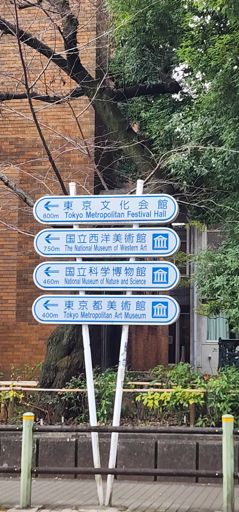 東京文化会館
800m Tokyo Metropolitan Festival Hall
国立西洋美術館
750m The National Museum of Western Art
国立科学博物館
460m National Museum of Nature and Science
東京都美術館
400m Tokyo Metropolitan Art Museum